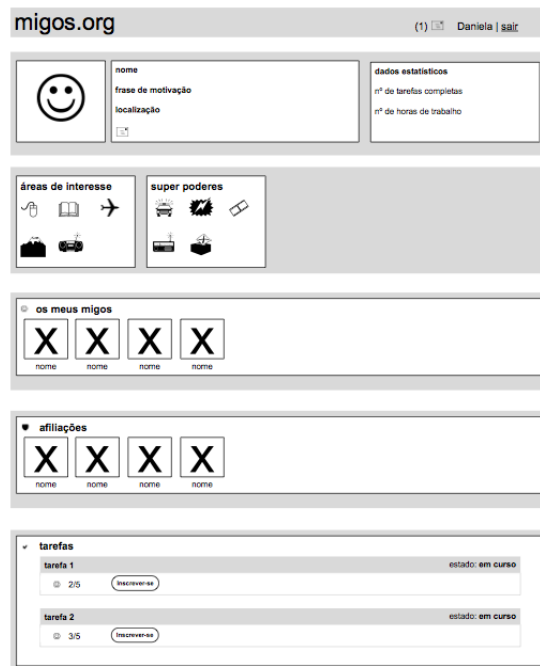 migos.org
(1) Daniela | sair
nome
frase de motivação
localização
dados estatísticos
nº de tarefas completas
nº de horas de trabalho
áreas de interesse
super poderes
os meus migos
X X X X
nome nome nome nome
afiliações
X X X X
nome nome nome nome
tarefas
tarefa 1 estado: em curso
2/5 Inscrever-se
tarefa 2 estado: em curso
3/5 Inscrever-se